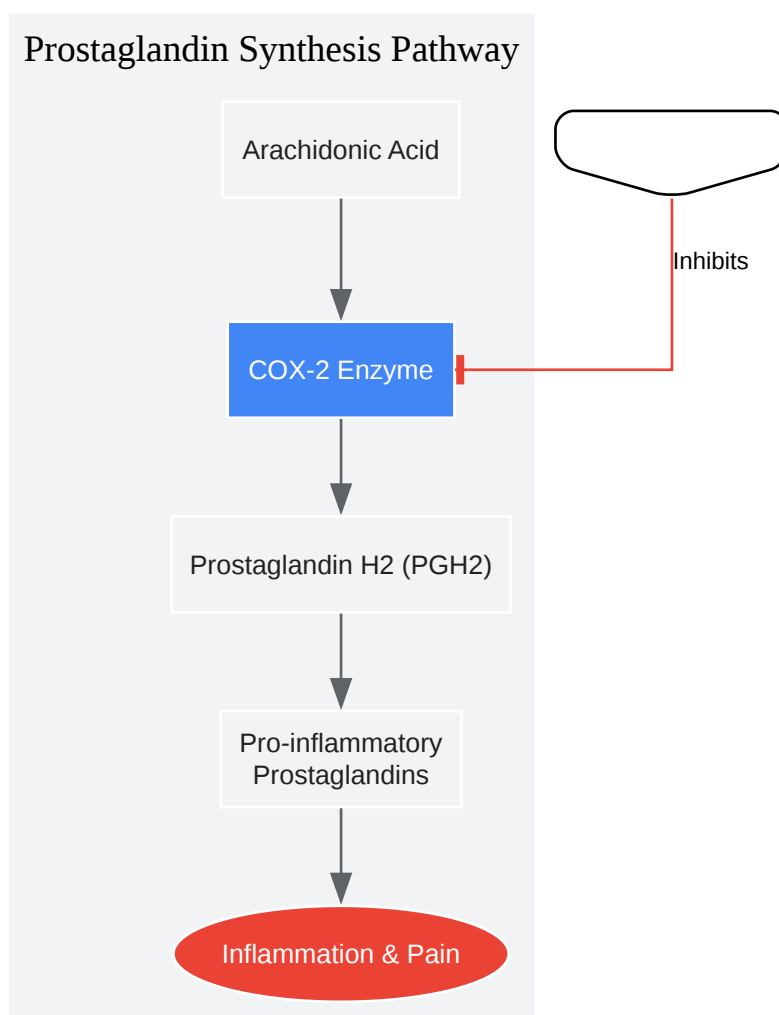 Prostaglandin Synthesis Pathway
Arachidonic Acid
Inhibits
COX-2 Enzyme
Prostaglandin H2 (PGH2)
Pro-inflammatory
Prostaglandins
Inflammation & Pain